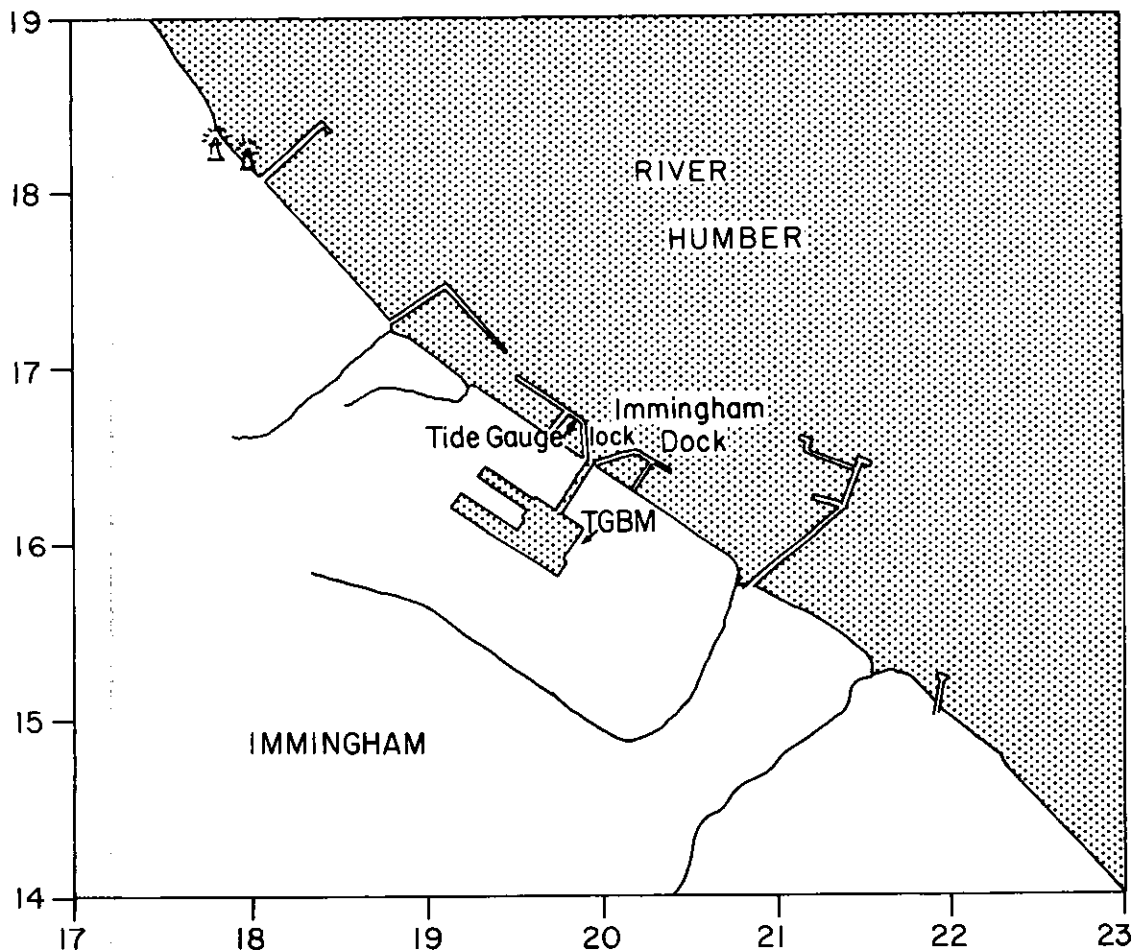 19
18
17
16
15
14
17 18 19 20 21 22 23
RIVER
HUMBER
Immingham
Tide Gauge lock Dock
TGBM
IMMINGHAM